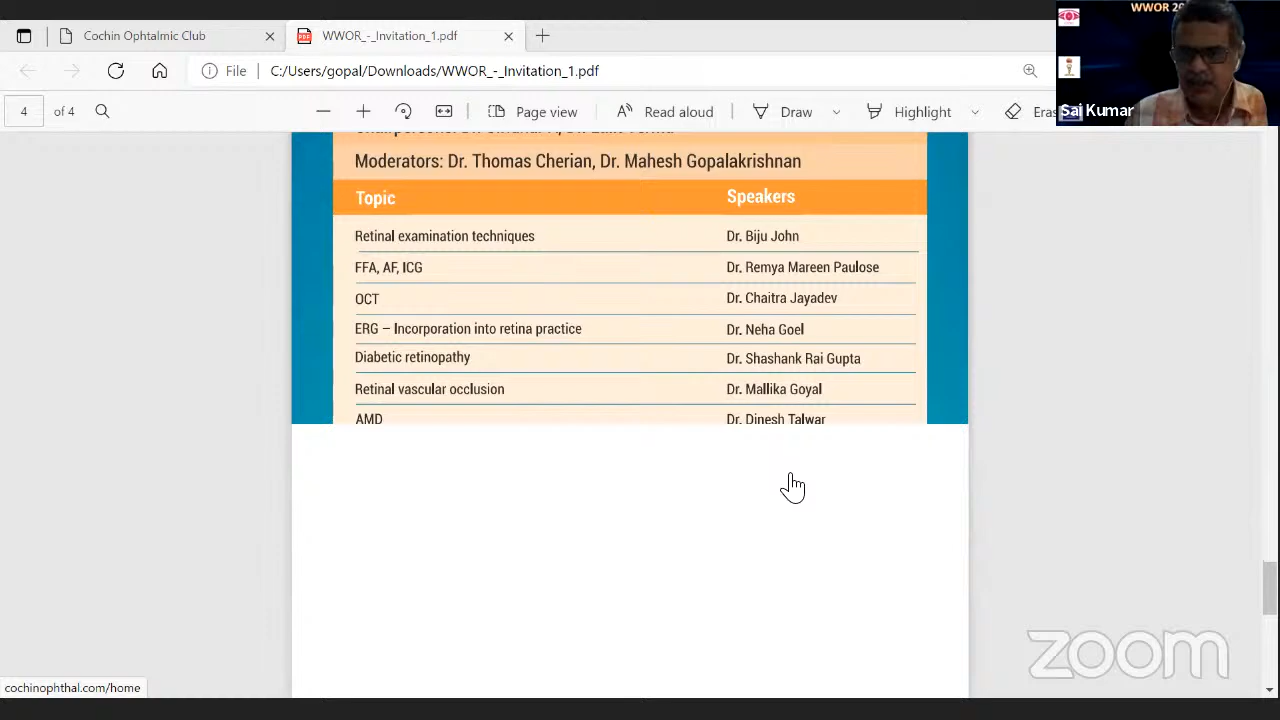 Cochin Ophtalmic Club
WWOR_-_Invitation_1.pdf
WWOR
File
C:/Users/gopal/Downloads/WWOR_-_Invitation_1.pdf
4 of 4
Page view
Read aloud
Draw
Highlight
Sai Kumar
Moderators: Dr. Thomas Cherian, Dr. Mahesh Gopalakrishnan
Topic Speakers
Retinal examination techniques Dr. Biju John
FFA, AF, ICG Dr. Remya Mareen Paulose
OCT Dr. Chaitra Jayadev
ERG – Incorporation into retina practice Dr. Neha Goel
Diabetic retinopathy Dr. Shashank Rai Gupta
Retinal vascular occlusion Dr. Mallika Goyal
AMD Dr. Dinesh Talwar
zoom
cochinophthal.com/home